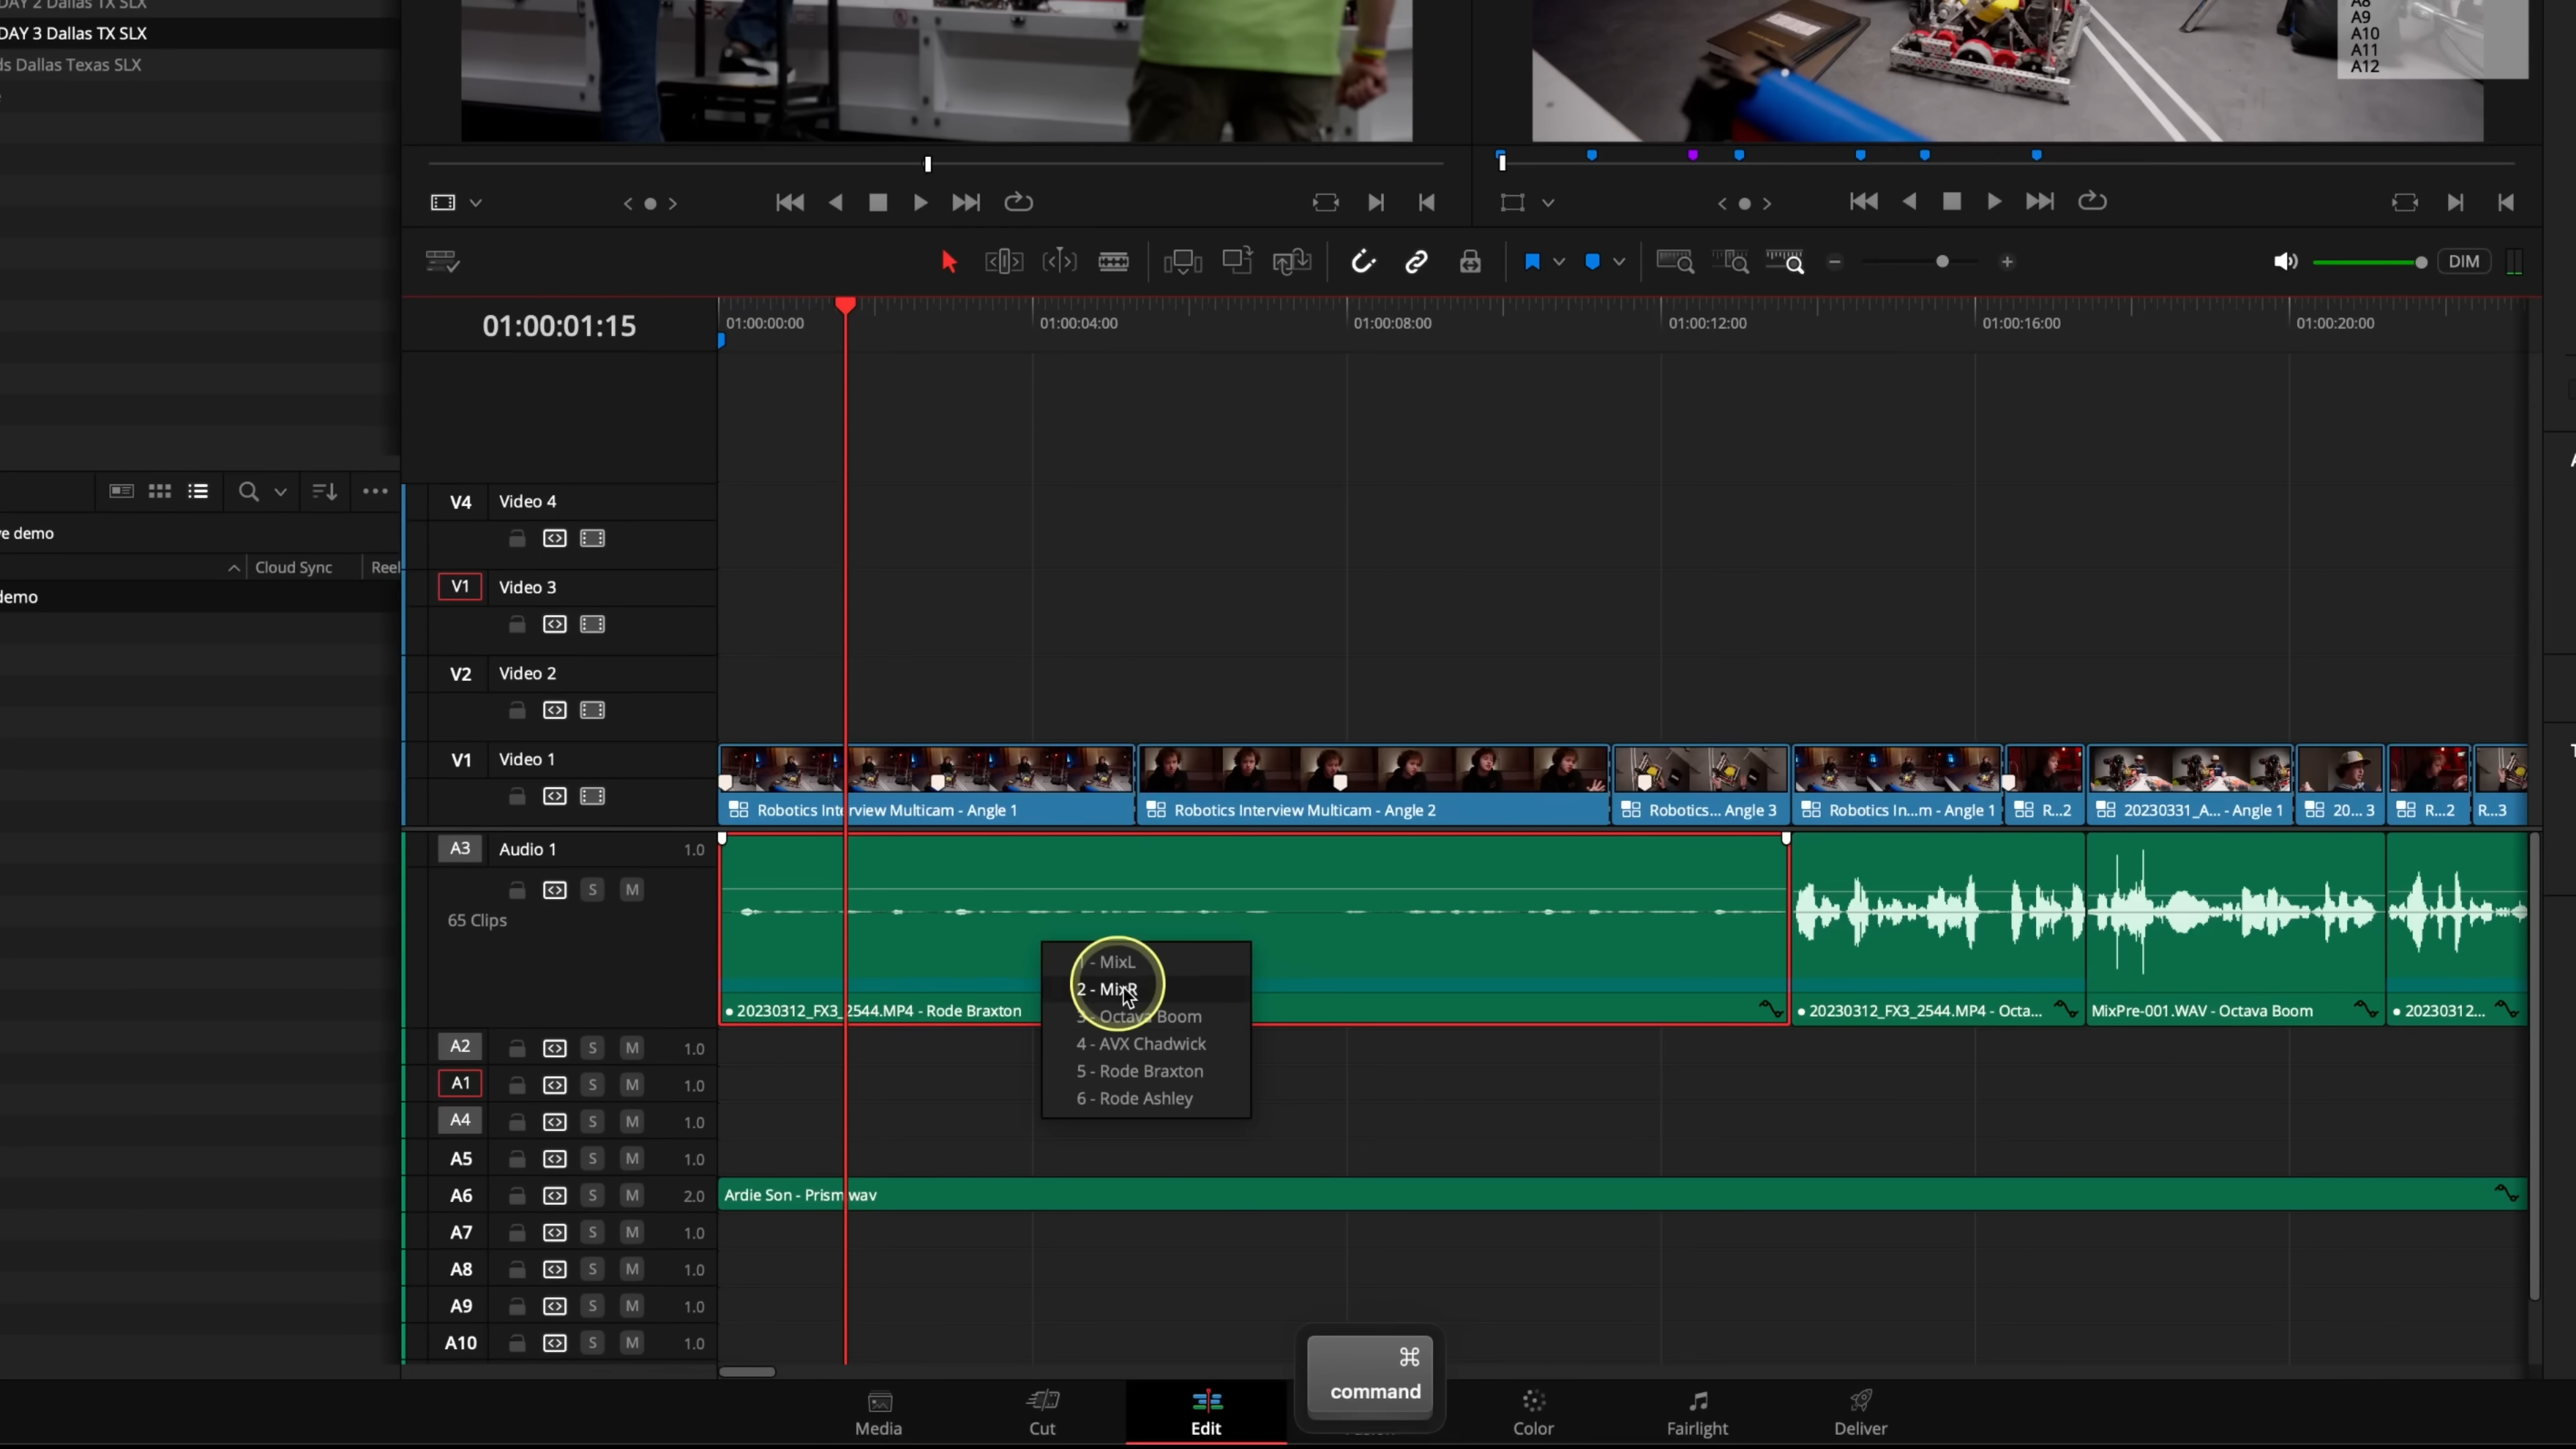 DAY 2 Dallas TX SLX
DAY 3 Dallas TX SLX
ds Dallas Texas SLX
A8
A9
A10
A11
A12
DIM
01:00:01:15
01:00:00:00
01:00:04:00
01:00:08:00
01:00:12:00
01:00:16:00
01:00:20:00
ve demo
Cloud Sync
Reel
demo
V4 Video 4
V1 Video 3
V2 Video 2
V1 Video 1
Robotics Interview Multicam - Angle 1
Robotics Interview Multicam - Angle 2
Robotics... Angle 3
Robotics In...m - Angle 1
R...2
20230331_A... - Angle 1
20... 3
R...2
R...3
A3 Audio 1 1.0
S M
65 Clips
20230312_FX3_2544.MP4 - Rode Braxton
20230312_FX3_2544.MP4 - Octa...
MixPre-001.WAV - Octava Boom
20230312...
1 - MixL
2 - MixR
3 - Octava Boom
4 - AVX Chadwick
5 - Rode Braxton
6 - Rode Ashley
A2 S M 1.0
A1 S M 1.0
A4 S M 1.0
A5 S M 1.0
A6 S M 2.0
Ardie Son - Prism.wav
A7 S M 1.0
A8 S M 1.0
A9 S M 1.0
A10 S M 1.0
⌘
command
Media
Cut
Edit
Color
Fairlight
Deliver